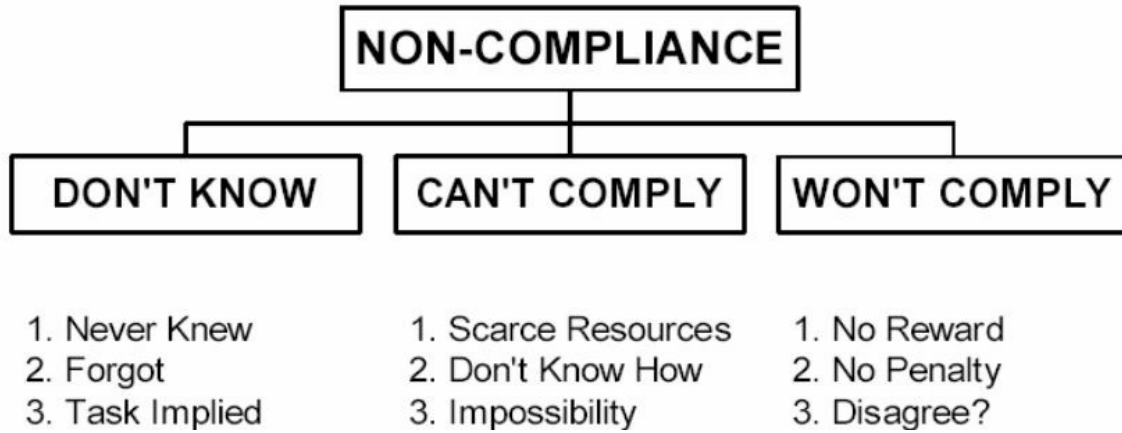 NON-COMPLIANCE
DON'T KNOW
CAN'T COMPLY
WON'T COMPLY
1. Never Knew
2. Forgot
3. Task Implied
1. Scarce Resources
2. Don't Know How
3. Impossibility
1. No Reward
2. No Penalty
3. Disagree?